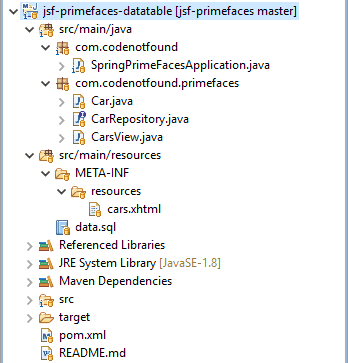 jsf-primefaces-datatable [jsf-primefaces master]
src/main/java
com.codenotfound
SpringPrimeFacesApplication.java
com.codenotfound.primefaces
Car.java
CarRepository.java
CarsView.java
src/main/resources
META-INF
resources
cars.xhtml
data.sql
Referenced Libraries
JRE System Library [JavaSE-1.8]
Maven Dependencies
src
target
pom.xml
README.md